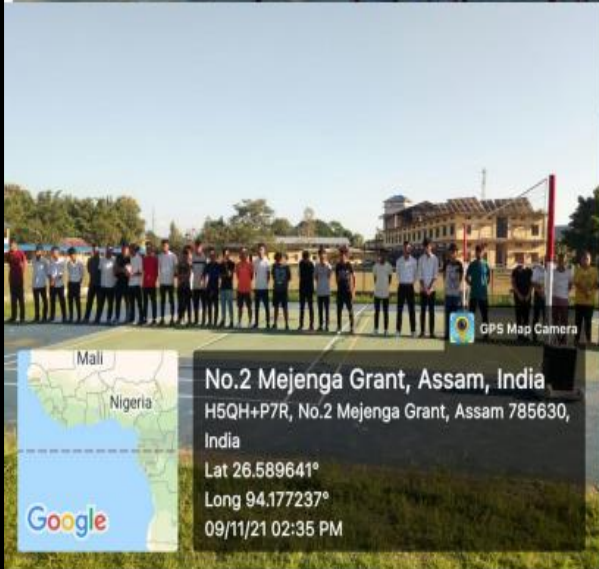 GPS Map Camera
Mali
Nigeria
Google
No.2 Mejenga Grant, Assam, India
H5QH+P7R, No.2 Mejenga Grant, Assam 785630,
India
Lat 26.589641°
Long 94.177237°
09/11/21 02:35 PM